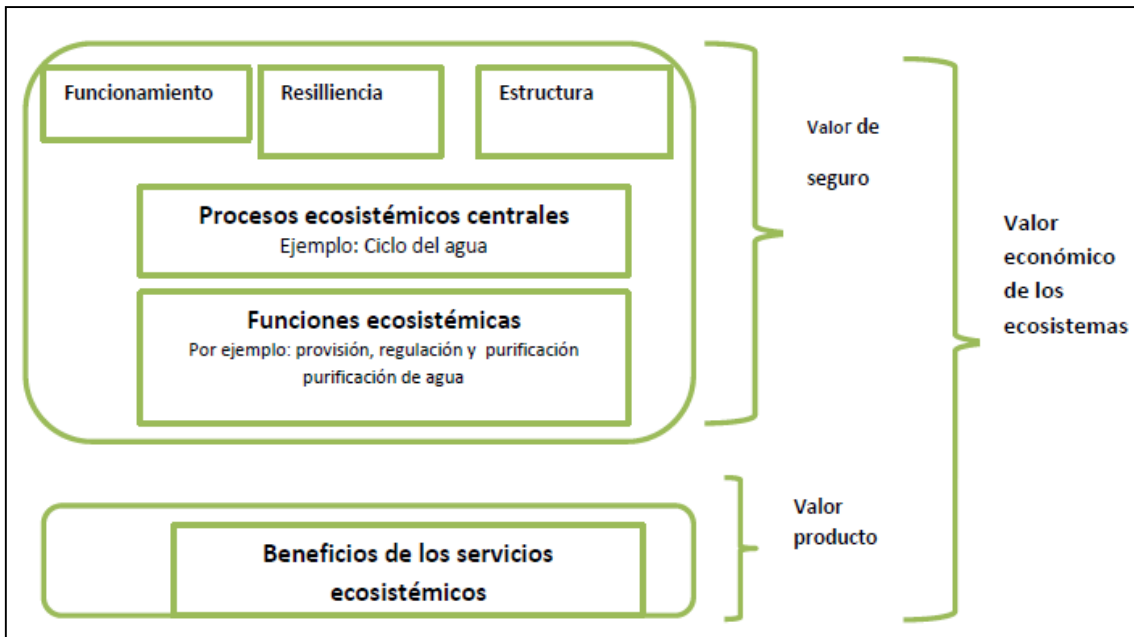 Funcionamiento
Resilliencia
Estructura
Procesos ecosistémicos centrales
Ejemplo: Ciclo del agua
Funciones ecosistémicas
Por ejemplo: provisión, regulación y purificación
purificación de agua
Valor de
seguro
Beneficios de los servicios
ecosistémicos
Valor
producto
Valor
económico
de los
ecosistemas